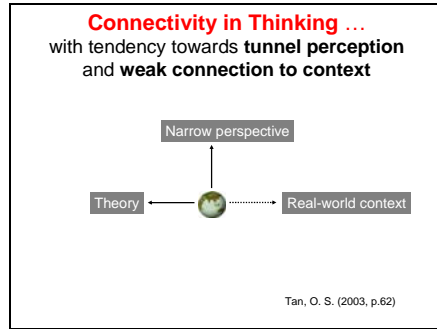 Connectivity in Thinking …
with tendency towards tunnel perception
and weak connection to context
Narrow perspective
Theory
Real-world context
Tan, O. S. (2003, p.62)